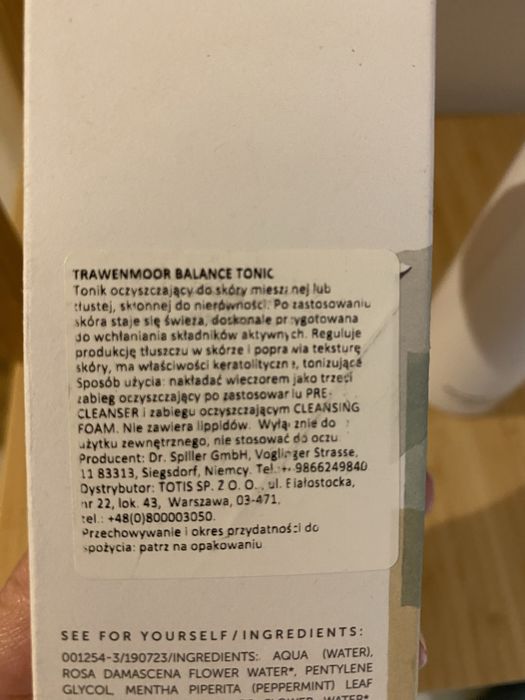 TRAWENMOOR BALANCE TONIC
Tonik oczyszczający do skóry mieszanej lub
tłustej, skłonnej do nierówności. Po zastosowaniu
skóra staje się świeża, doskonale przygotowana
do wchłaniania składników aktywnych. Reguluje
produkcję tłuszczu w skórze i poprawia teksturę
skóry, ma właściwości keratolityczne, tonizujące
Sposób użycia: nakładać wieczorem jako trzeci
zabieg oczyszczający po zastosowaniu PRE-
CLEANSER i zabiegu oczyszczającym CLEANSING
FOAM. Nie zawiera lippidów. Wyłącznie do
użytku zewnętrznego, nie stosować do oczu
Producent: Dr. Spiller GmbH, Voglinger Strasse,
11 83313, Siegsdorf, Niemcy. Tel.: 9866249840
Dystrybutor: TOTIS SP. Z O. O., ul. Białostocka,
nr 22, lok. 43, Warszawa, 03-471.
tel.: +48(0)800003050.
Przechowywanie i okres przydatności do
spożycia: patrz na opakowaniu
SEE FOR YOURSELF/INGREDIENTS:
001254-3/190723/INGREDIENTS: AQUA (WATER),
ROSA DAMASCENA FLOWER WATER*, PENTYLENE
GLYCOL, MENTHA PIPERITA (PEPPERMINT) LEAF
FLOWER WATER*